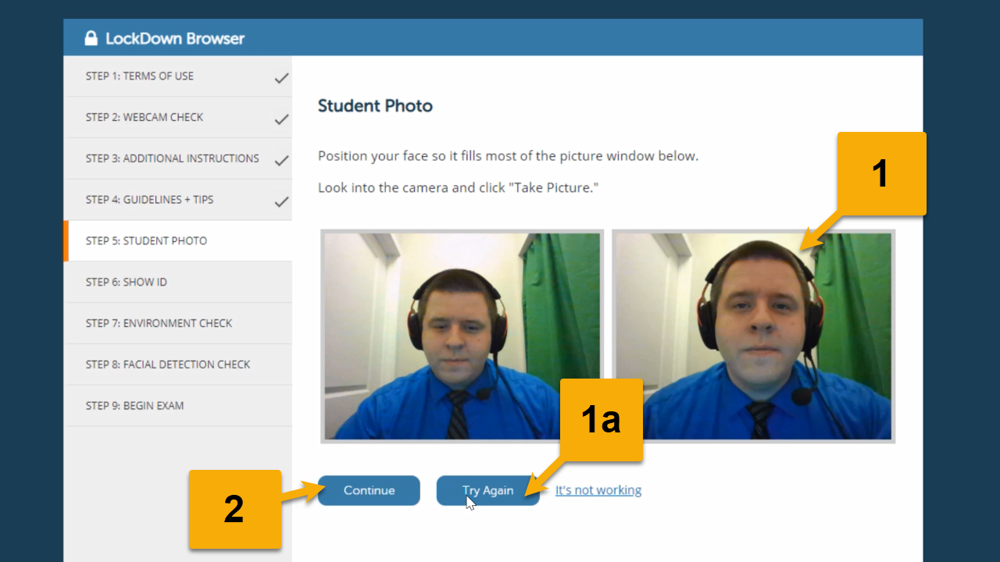 LockDown Browser
STEP 1: TERMS OF USE
STEP 2: WEBCAM CHECK
STEP 3: ADDITIONAL INSTRUCTIONS
STEP 4: GUIDELINES + TIPS
STEP 5: STUDENT PHOTO
STEP 6: SHOW ID
STEP 7: ENVIRONMENT CHECK
STEP 8: FACIAL DETECTION CHECK
STEP 9: BEGIN EXAM
Student Photo
Position your face so it fills most of the picture window below.
Look into the camera and click "Take Picture."
1
1a
2
Continue
Try Again
It's not working